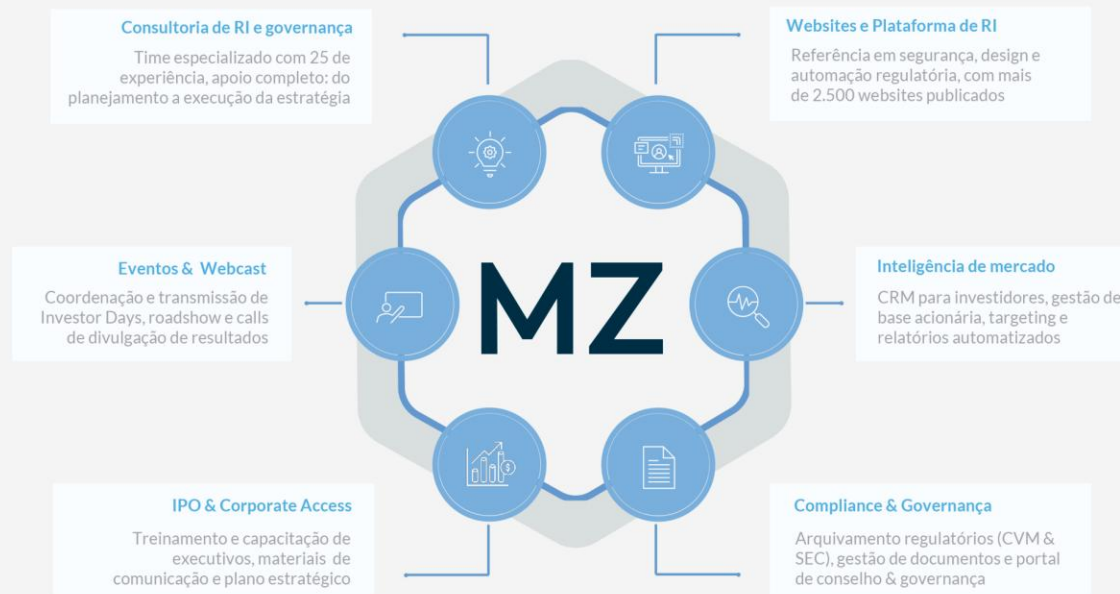 Consultoria de RI e governança
Time especializado com 25 de
experiência, apoio completo: do
planejamento a execução da estratégia
Websites e Plataforma de RI
Referência em segurança, design e
automação regulatória, com mais
de 2.500 websites publicados
Eventos & Webcast
Coordenação e transmissão de
Investor Days, roadshow e calls
de divulgação de resultados
MZ
Inteligência de mercado
CRM para investidores, gestão de
base acionária, targeting e
relatórios automatizados
IPO & Corporate Access
Treinamento e capacitação de
executivos, materiais de
comunicação e plano estratégico
Compliance & Governança
Arquivamento regulatórios (CVM &
SEC), gestão de documentos e portal
de conselho & governança